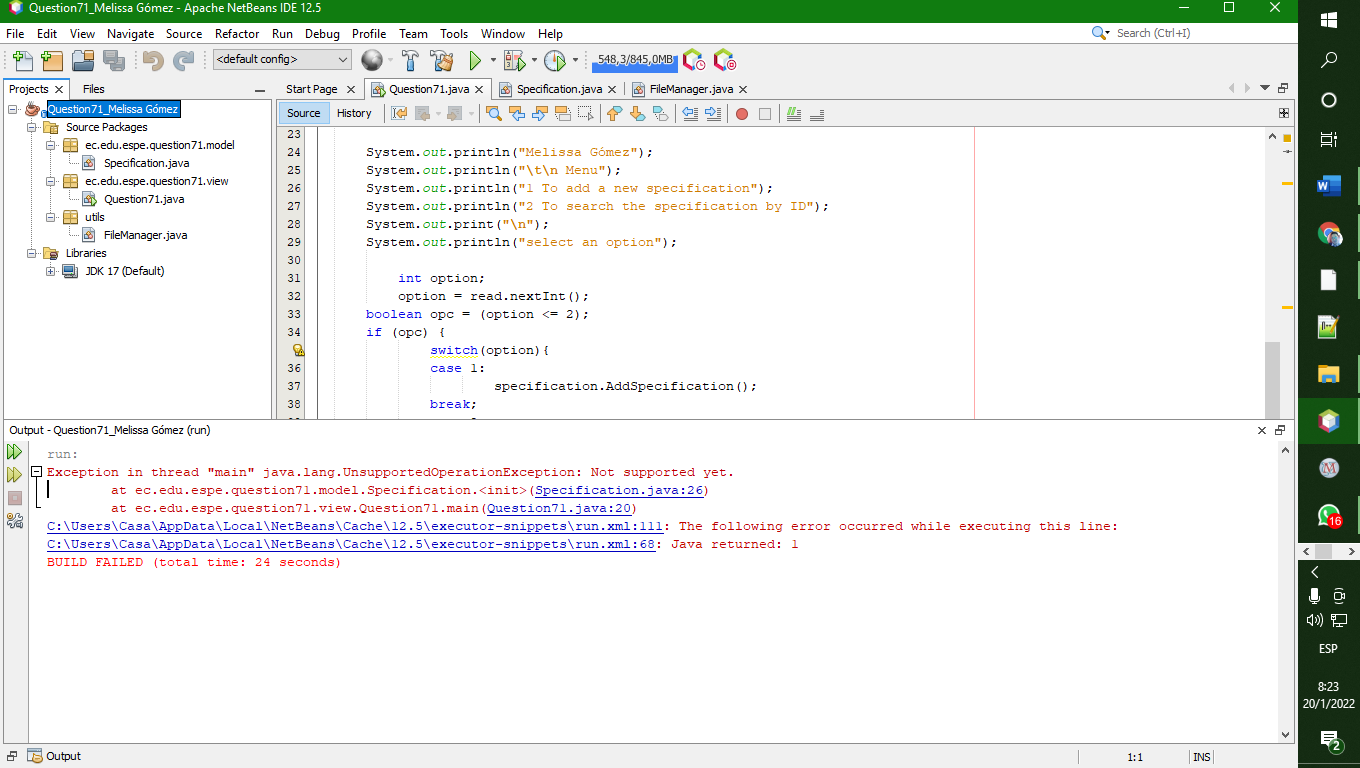 Question71_Melissa Gómez - Apache NetBeans IDE 12.5
File Edit View Navigate Source Refactor Run Debug Profile Team Tools Window Help
Search (Ctrl+I)
<default config>
548,3/845,0MB
Projects
Files
Start Page
Question71.java
Specification.java
FileManager.java
Question71_Melissa Gómez
Source Packages
ec.edu.espe.question71.model
Specification.java
ec.edu.espe.question71.view
Question71.java
utils
FileManager.java
Libraries
JDK 17 (Default)
Source
History
23
24 System.out.println("Melissa Gómez");
25 System.out.println("\t\n Menu");
26 System.out.println("1 To add a new specification");
27 System.out.println("2 To search the specification by ID");
28 System.out.print("\n");
29 System.out.println("select an option");
30
31 int option;
32 option = read.nextInt();
33 boolean opc = (option <= 2);
34 if (opc) {
switch(option){
36 case 1:
37 specification.AddSpecification();
38 break;
Output - Question71_Melissa Gómez (run)
run:
Exception in thread "main" java.lang.UnsupportedOperationException: Not supported yet.
at ec.edu.espe.question71.model.Specification.<init>(Specification.java:26)
at ec.edu.espe.question71.view.Question71.main(Question71.java:20)
C:\Users\Casa\AppData\Local\NetBeans\Cache\12.5\executor-snippets\run.xml:111: The following error occurred while executing this line:
C:\Users\Casa\AppData\Local\NetBeans\Cache\12.5\executor-snippets\run.xml:68: Java returned: 1
BUILD FAILED (total time: 24 seconds)
Output
1:1
INS
16
ESP
8:23
20/1/2022
2